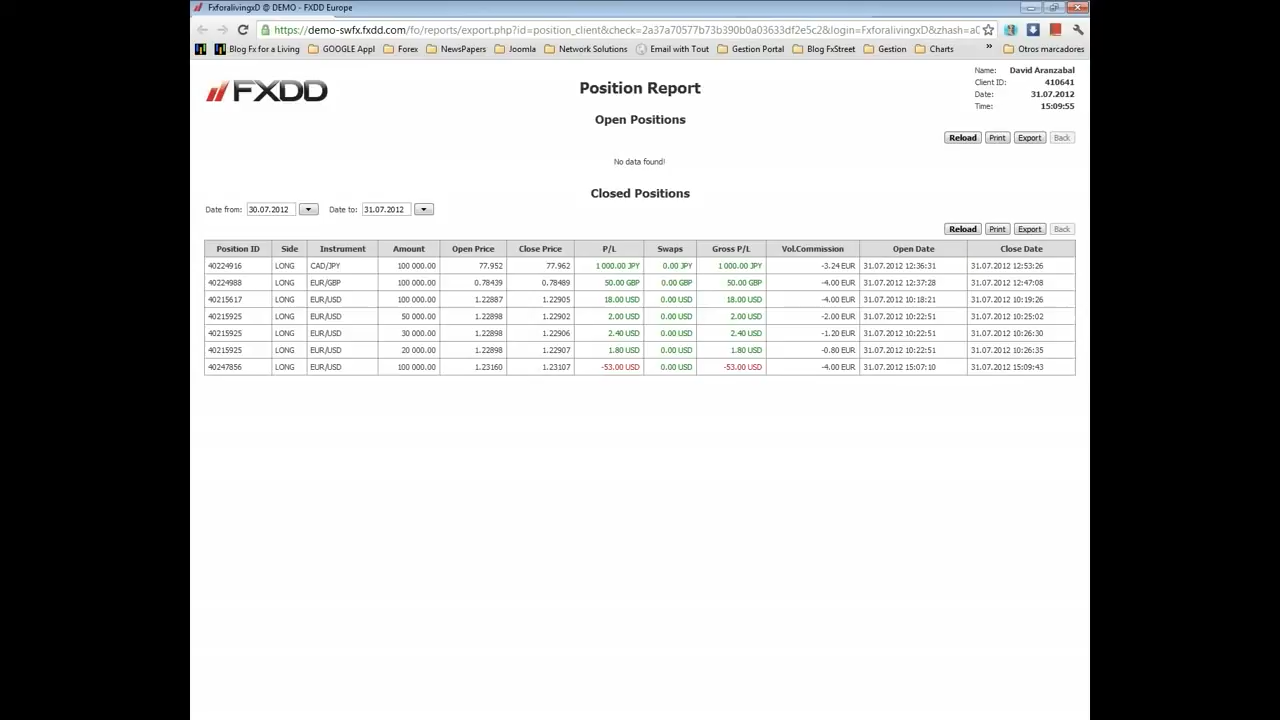 FxforalivingxD @ DEMO - FXDD Europe
https://demo-swfx.fxdd.com/fo/reports/export.php?id=position_client&check=2a37a70577b73b390b0a03633df2e5c2&login=FxforalivingxD&zhash=a0
Blog Fx for a Living GOOGLE Appl Forex NewsPapers Joomla Network Solutions Email with Tout Gestion Portal Blog FxStreet Gestion Charts » Otros marcadores
FXDD
Position Report
Name: David Aranzabal
Client ID: 410641
Date: 31.07.2012
Time: 15:09:55
Open Positions
Reload Print Export Back
No data found!
Closed Positions
Date from: 30.07.2012 Date to: 31.07.2012
Reload Print Export Back
Position ID Side Instrument Amount Open Price Close Price P/L Swaps Gross P/L Vol.Commission Open Date Close Date
40224916 LONG CAD/JPY 100 000.00 77.952 77.962 1 000.00 JPY 0.00 JPY 1 000.00 JPY -3.24 EUR 31.07.2012 12:36:31 31.07.2012 12:53:26
40224988 LONG EUR/GBP 100 000.00 0.78439 0.78489 50.00 GBP 0.00 GBP 50.00 GBP -4.00 EUR 31.07.2012 12:37:28 31.07.2012 12:47:08
40215617 LONG EUR/USD 100 000.00 1.22887 1.22905 18.00 USD 0.00 USD 18.00 USD -4.00 EUR 31.07.2012 10:18:21 31.07.2012 10:19:26
40215925 LONG EUR/USD 50 000.00 1.22898 1.22902 2.00 USD 0.00 USD 2.00 USD -2.00 EUR 31.07.2012 10:22:51 31.07.2012 10:25:02
40215925 LONG EUR/USD 30 000.00 1.22898 1.22906 2.40 USD 0.00 USD 2.40 USD -1.20 EUR 31.07.2012 10:22:51 31.07.2012 10:26:30
40215925 LONG EUR/USD 20 000.00 1.22898 1.22907 1.80 USD 0.00 USD 1.80 USD -0.80 EUR 31.07.2012 10:22:51 31.07.2012 10:26:35
40247856 LONG EUR/USD 100 000.00 1.23160 1.23107 -53.00 USD 0.00 USD -53.00 USD -4.00 EUR 31.07.2012 15:07:10 31.07.2012 15:09:43